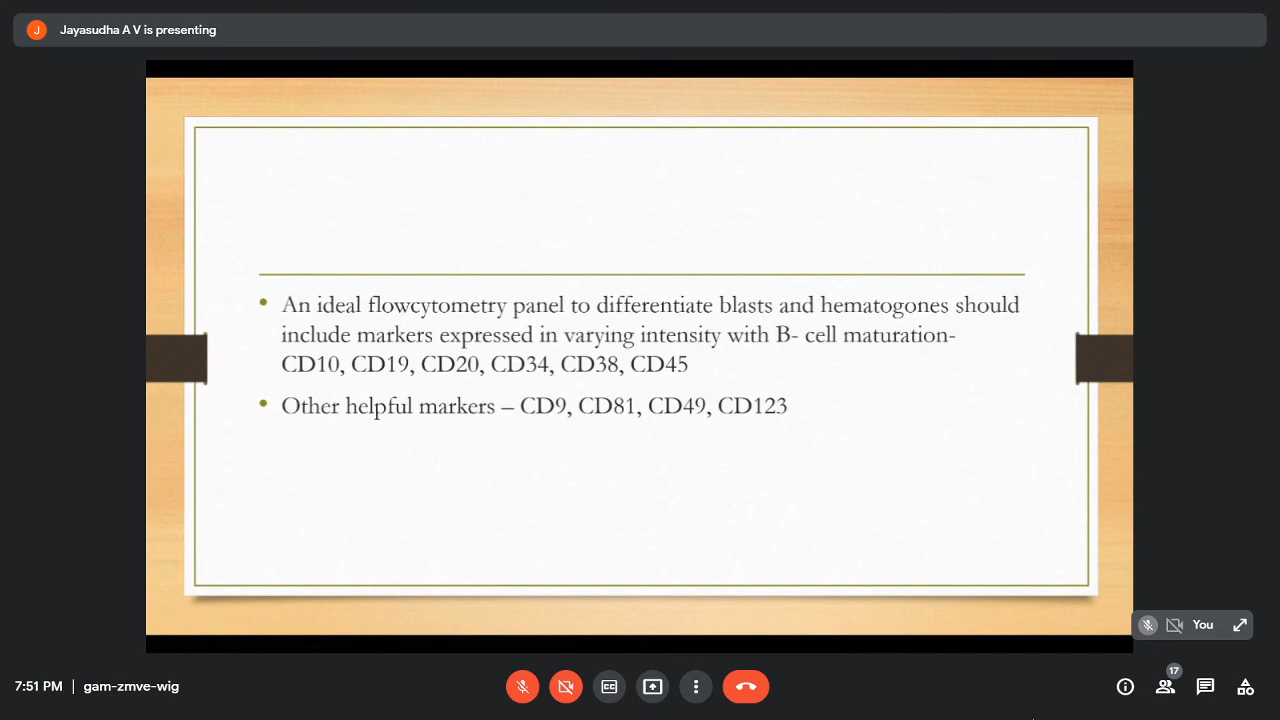 J
Jayasudha A V is presenting
• An ideal flowcytometry panel to differentiate blasts and hematogones should
include markers expressed in varying intensity with B- cell maturation-
CD10, CD19, CD20, CD34, CD38, CD45
• Other helpful markers – CD9, CD81, CD49, CD123
You
17
7:51 PM | gam-zmve-wig
CC